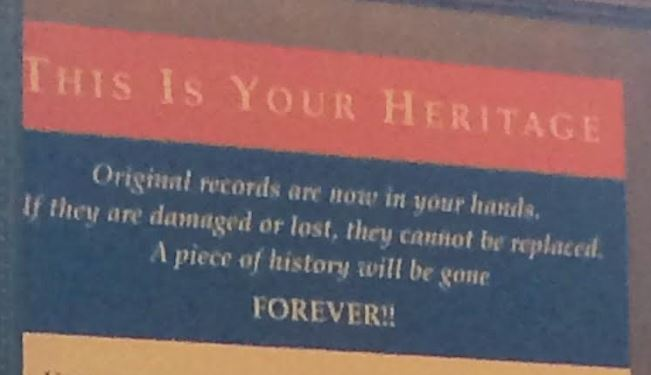 THIS IS YOUR HERITAGE
Original records are now in your hands.
If they are damaged or lost, they cannot be replaced.
A piece of history will be gone
FOREVER!!